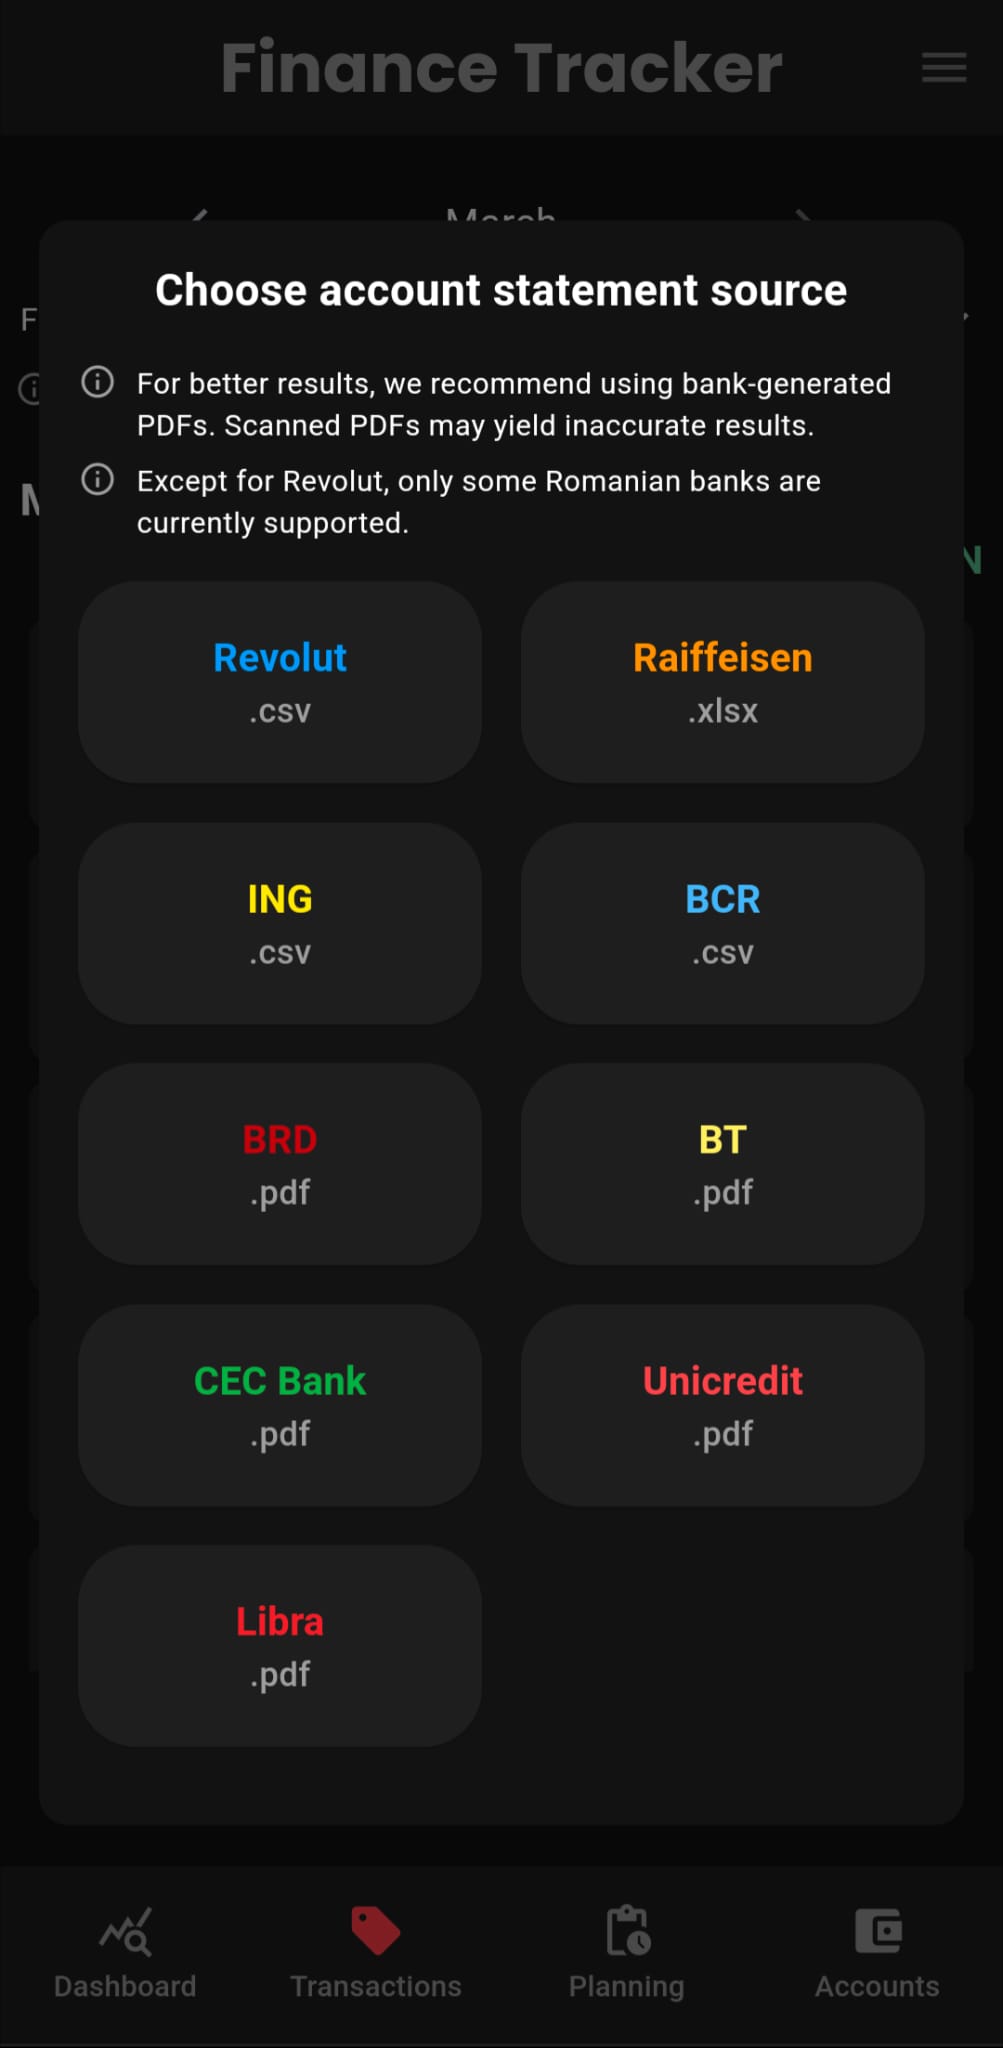 Finance Tracker
March
Choose account statement source
For better results, we recommend using bank-generated
PDFs. Scanned PDFs may yield inaccurate results.
Except for Revolut, only some Romanian banks are
currently supported.
Revolut
.csv
Raiffeisen
.xlsx
ING
.csv
BCR
.csv
BRD
.pdf
BT
.pdf
CEC Bank
.pdf
Unicredit
.pdf
Libra
.pdf
Dashboard
Transactions
Planning
Accounts